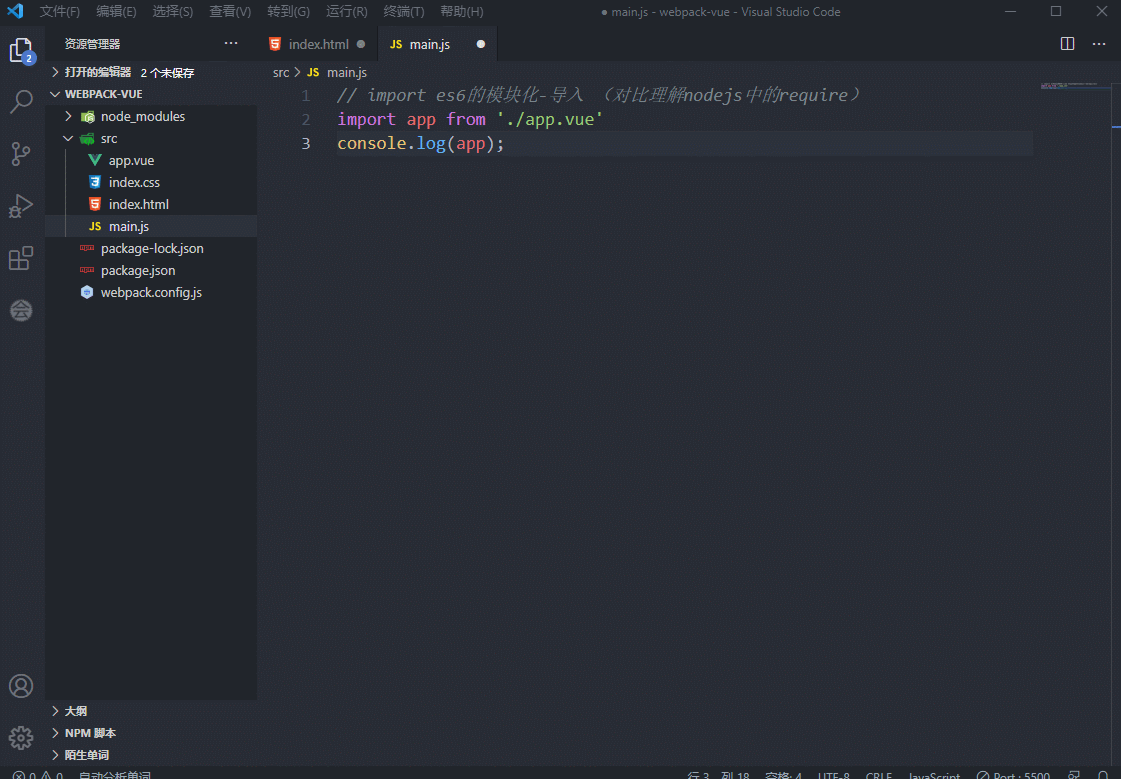 文件(F) 编辑(E) 选择(S) 查看(V) 转到(G) 运行(R) 终端(T) 帮助(H) ● main.js - webpack-vue - Visual Studio Code
资源管理器 ··· index.html ● JS main.js ● ···
2
打开的编辑器 2 个未保存
src > JS main.js
WEBPACK-VUE
1 // import es6的模块化-导入 （对比理解nodejs中的require）
node_modules
2 import app from './app.vue'
src
3 console.log(app);
app.vue
index.css
index.html
JS main.js
package-lock.json
package.json
webpack.config.js
会
大纲
NPM 脚本
陌生单词
0 0 自动分析单词 行 3, 列 18 空格: 4 UTF-8 CRLF JavaScript Port : 5500